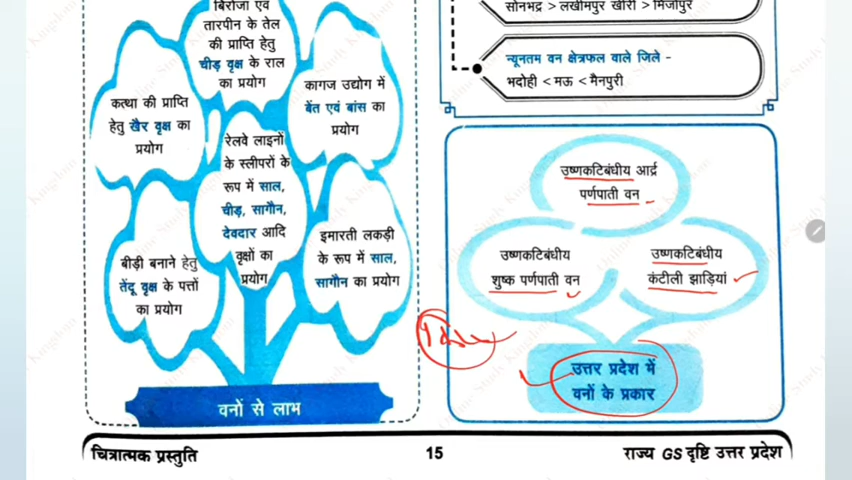 बिरोजा एवं
तारपीन के तेल
की प्राप्ति हेतु
चीड़ वृक्ष के राल
का प्रयोग
कत्था की प्राप्ति
हेतु खैर वृक्ष का
प्रयोग
कागज उद्योग में
बेंत एवं बांस का
प्रयोग
रेलवे लाइनों
के स्लीपरों के
रूप में साल,
चीड़, सागौन,
देवदार आदि
वृक्षों का
प्रयोग
बीड़ी बनाने हेतु
तेंदू वृक्ष के पत्तों
का प्रयोग
इमारती लकड़ी
के रूप में साल,
सागौन का प्रयोग
वनों से लाभ
सोनभद्र > लखीमपुर खीरी > मिर्जापुर
न्यूनतम वन क्षेत्रफल वाले जिले -
भदोही < मऊ < मैनपुरी
उष्णकटिबंधीय आर्द्र
पर्णपाती वन
उष्णकटिबंधीय
शुष्क पर्णपाती वन
उष्णकटिबंधीय
कंटीली झाड़ियां
उत्तर प्रदेश में
वनों के प्रकार
चित्रात्मक प्रस्तुति
15
राज्य GS दृष्टि उत्तर प्रदेश